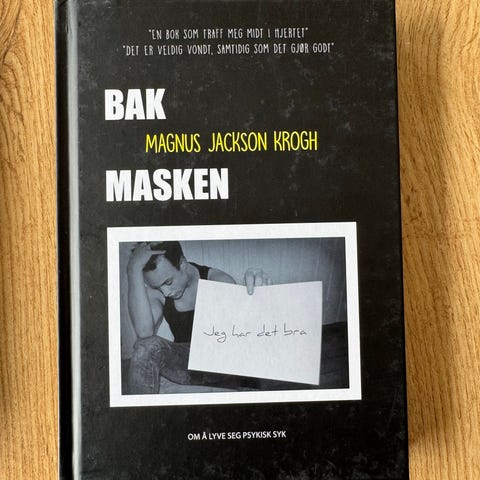 "EN BOK SOM TRAFF MEG MIDT I HJERTET"
"DET ER VELDIG VONDT, SAMTIDIG SOM DET GJØR GODT"
BAK
MAGNUS JACKSON KROGH
MASKEN
Jeg har det bra
OM Å LYVE SEG PSYKISK SYK